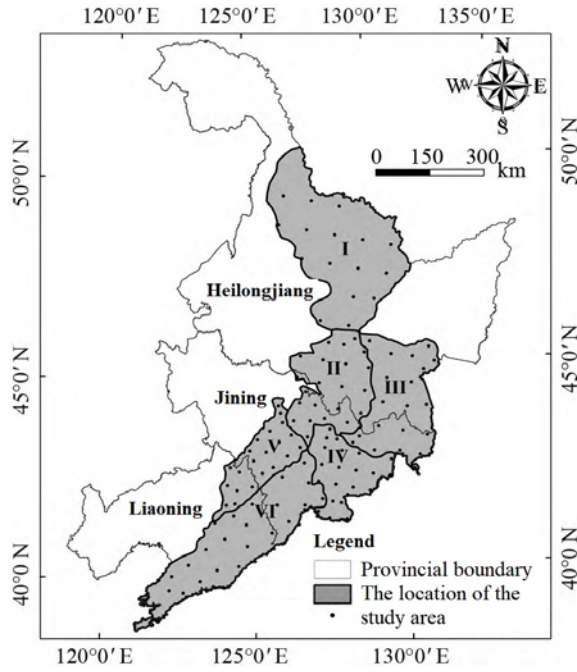 120°0′ E 125°0′ E 130°0′ E 135°0′ E
N
W E
S
0 150 300
km
50°0′ N
50°0′ N
I
Heilongjiang
45°0′ N
45°0′ N
II
III
Jining
V
IV
Liaoning
VI
Legend
Provincial boundary
The location of the
study area
40°0′ N
40°0′ N
120°0′ E 125°0′ E 130°0′ E